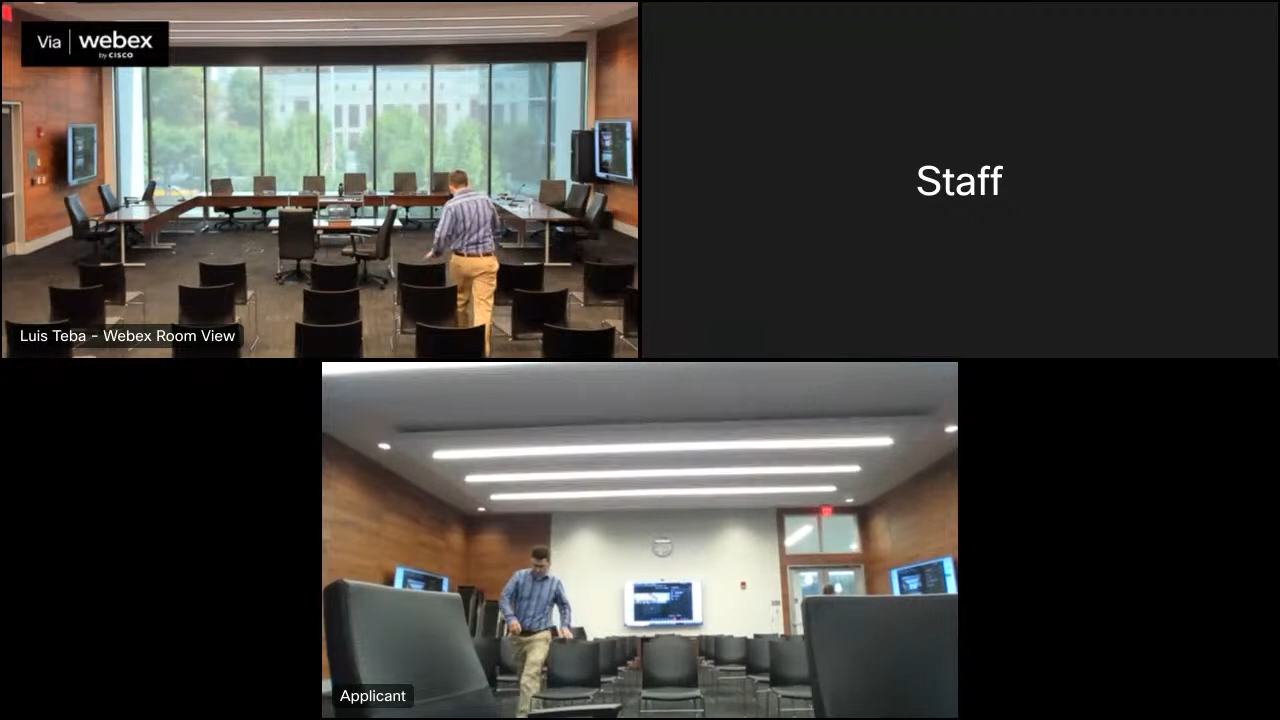 Via | webex
by CISCO
Staff
Luis Teba - Webex Room View
Applicant